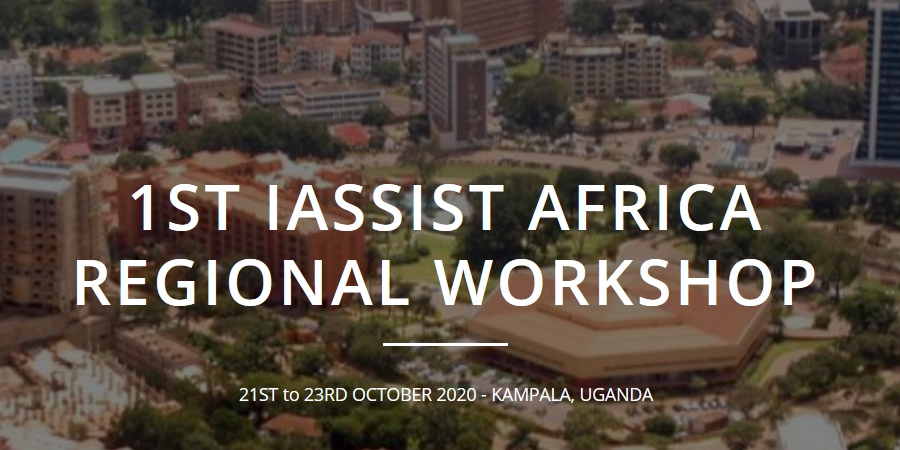 1ST IASSIST AFRICA
REGIONAL WORKSHOP
21ST to 23RD OCTOBER 2020 - KAMPALA, UGANDA